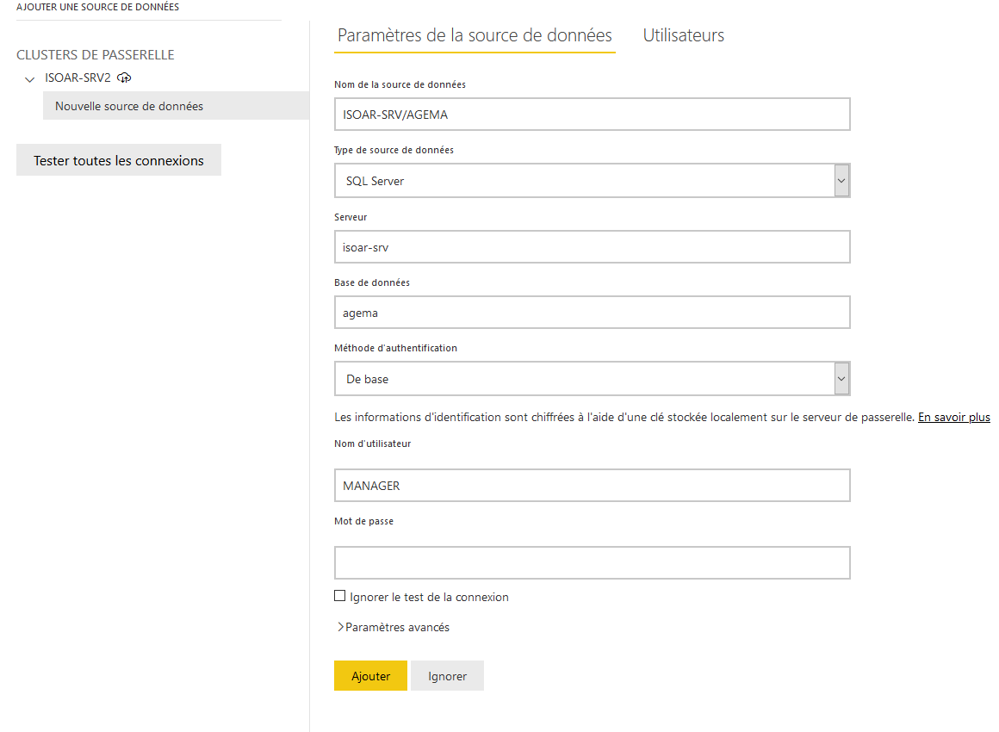 AJOUTER UNE SOURCE DE DONNÉES
CLUSTERS DE PASSERELLE
ISOAR-SRV2
Nouvelle source de données
Tester toutes les connexions
Paramètres de la source de données
Utilisateurs
Nom de la source de données
ISOAR-SRV/AGEMA
Type de source de données
SQL Server
Serveur
isoar-srv
Base de données
agema
Méthode d'authentification
De base
Les informations d'identification sont chiffrées à l'aide d'une clé stockée localement sur le serveur de passerelle. En savoir plus
Nom d'utilisateur
MANAGER
Mot de passe
Ignorer le test de la connexion
Paramètres avancés
Ajouter
Ignorer